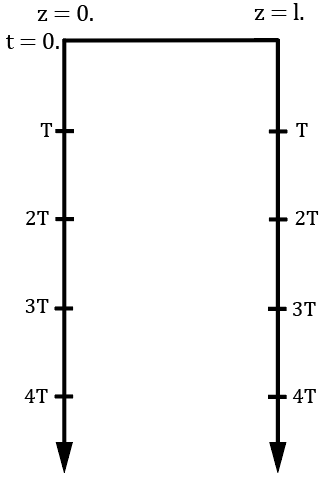 z = 0. z = l.
t = 0.
T T
2T 2T
3T 3T
4T 4T